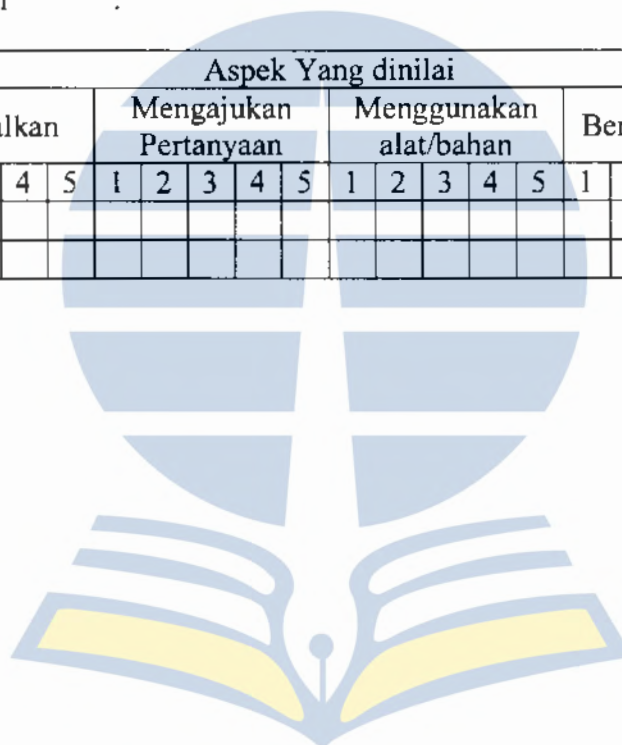 Aspek Yang dinilai
Mengajukan Menggunakan
Pertanyaan alat/bahan
4 5 1 2 3 4 5 1 2 3 4 5 1